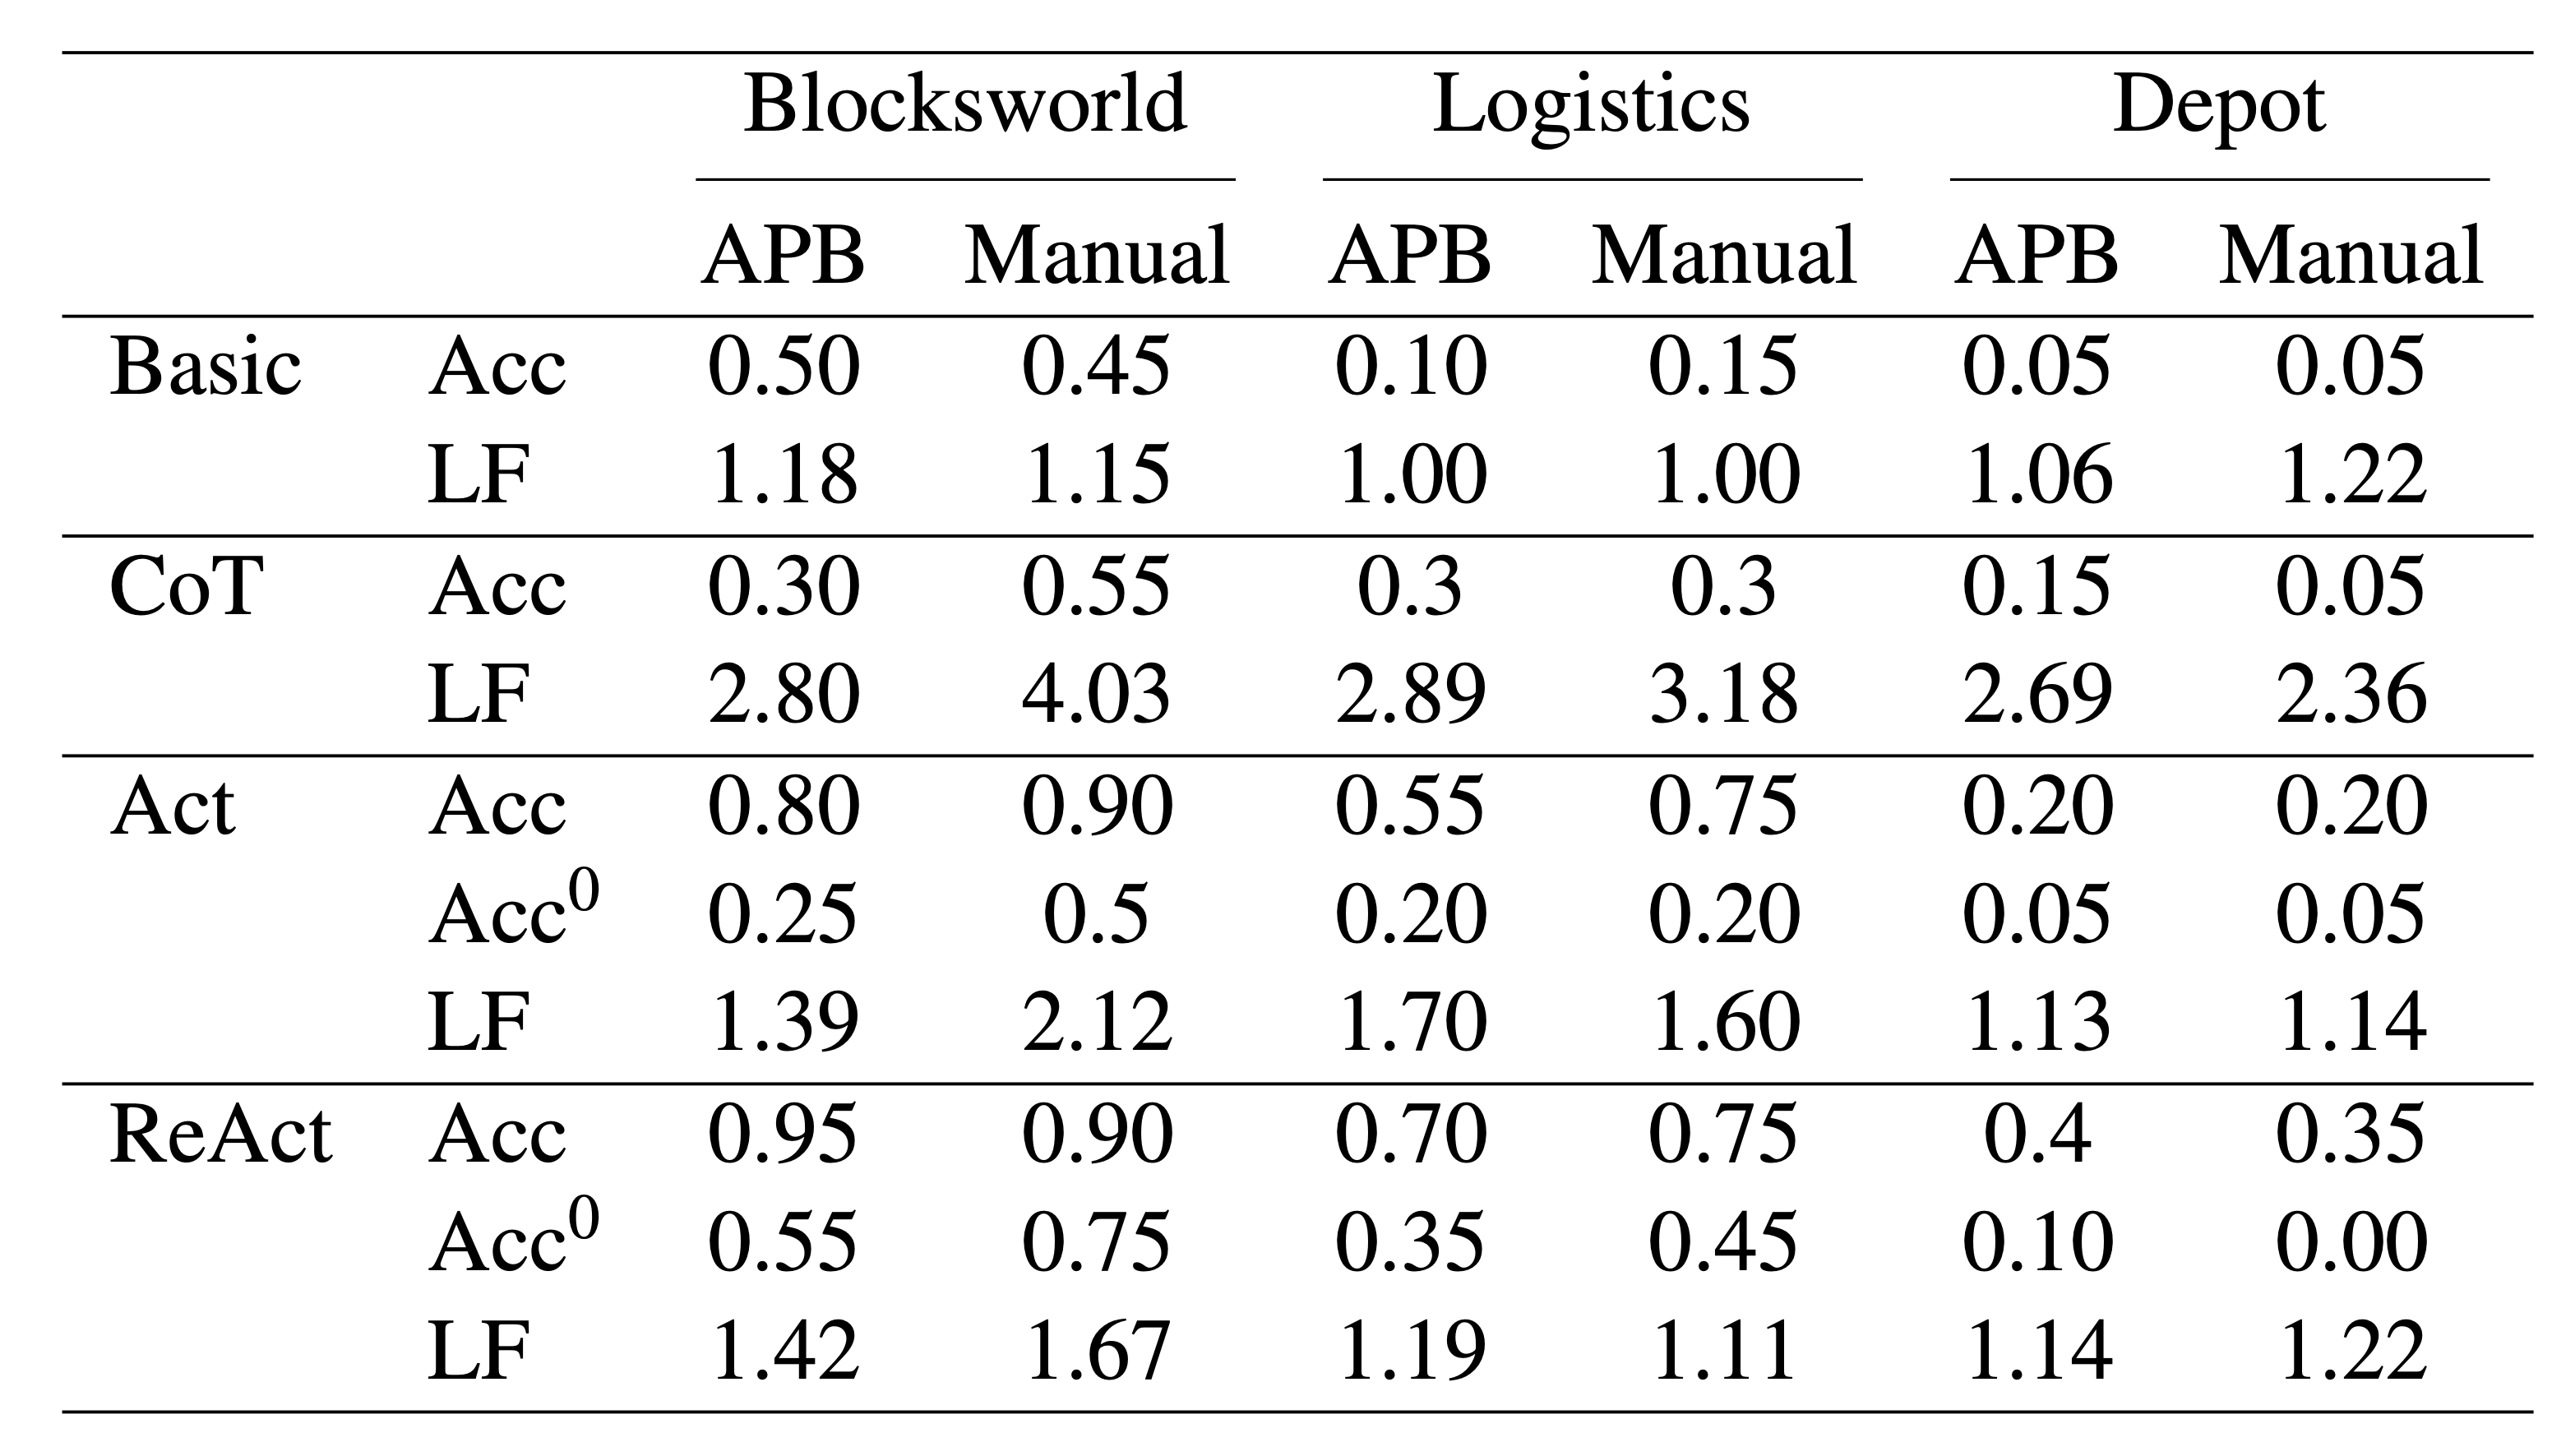 Blocksworld Logistics Depot
APB Manual APB Manual APB Manual
Basic Acc 0.50 0.45 0.10 0.15 0.05 0.05
LF 1.18 1.15 1.00 1.00 1.06 1.22
CoT Acc 0.30 0.55 0.3 0.3 0.15 0.05
LF 2.80 4.03 2.89 3.18 2.69 2.36
Act Acc 0.80 0.90 0.55 0.75 0.20 0.20
Acc⁰ 0.25 0.5 0.20 0.20 0.05 0.05
LF 1.39 2.12 1.70 1.60 1.13 1.14
ReAct Acc 0.95 0.90 0.70 0.75 0.4 0.35
Acc⁰ 0.55 0.75 0.35 0.45 0.10 0.00
LF 1.42 1.67 1.19 1.11 1.14 1.22